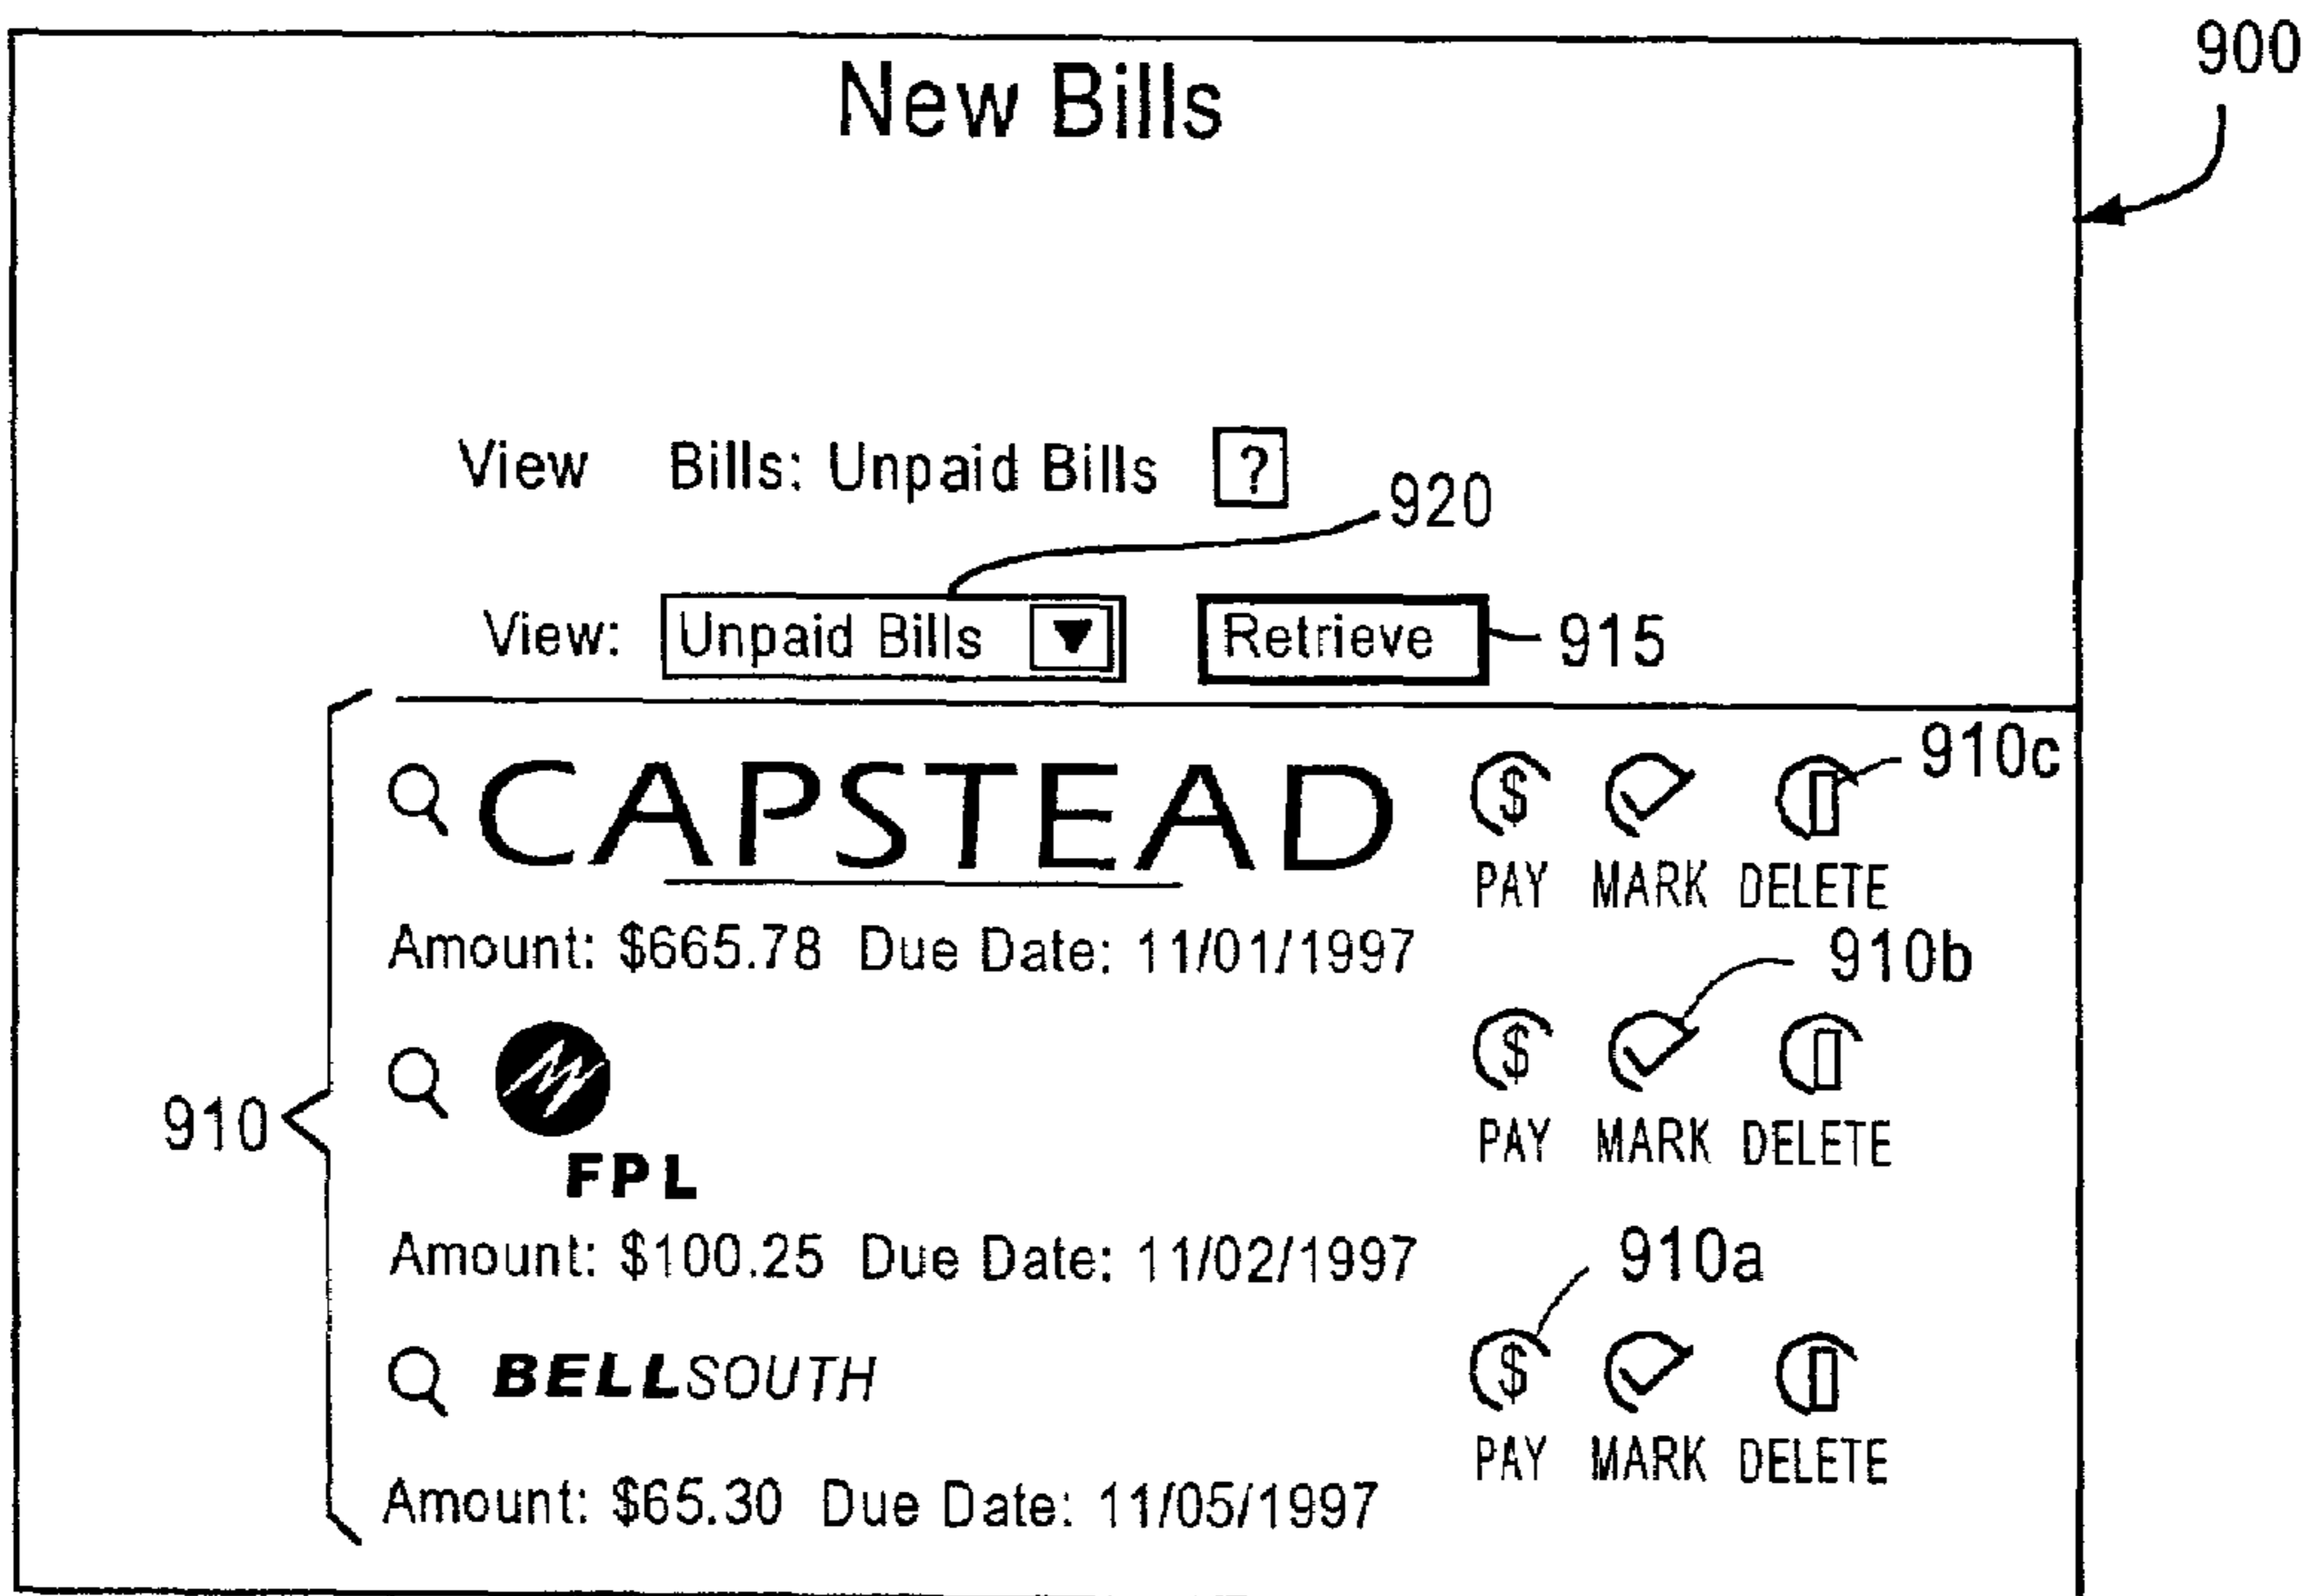 900
New Bills
View Bills: Unpaid Bills ?
920
View: Unpaid Bills Retrieve 915
910c
CAPSTEAD $
PAY MARK DELETE
Amount: $665.78 Due Date: 11/01/1997
910b
$
910
PAY MARK DELETE
FPL
Amount: $100.25 Due Date: 11/02/1997
910a
BELLSOUTH $
PAY MARK DELETE
Amount: $65.30 Due Date: 11/05/1997